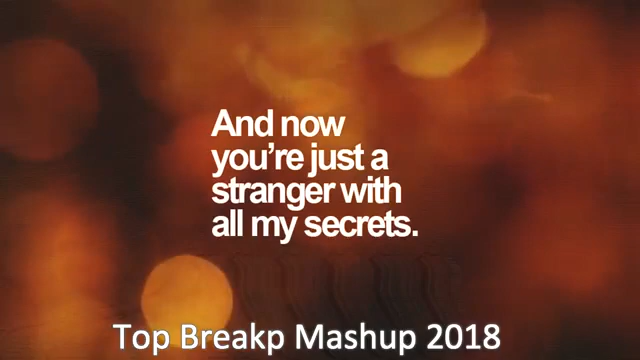 And now
you’re just a
stranger with
all my secrets.
Top Breakp Mashup 2018